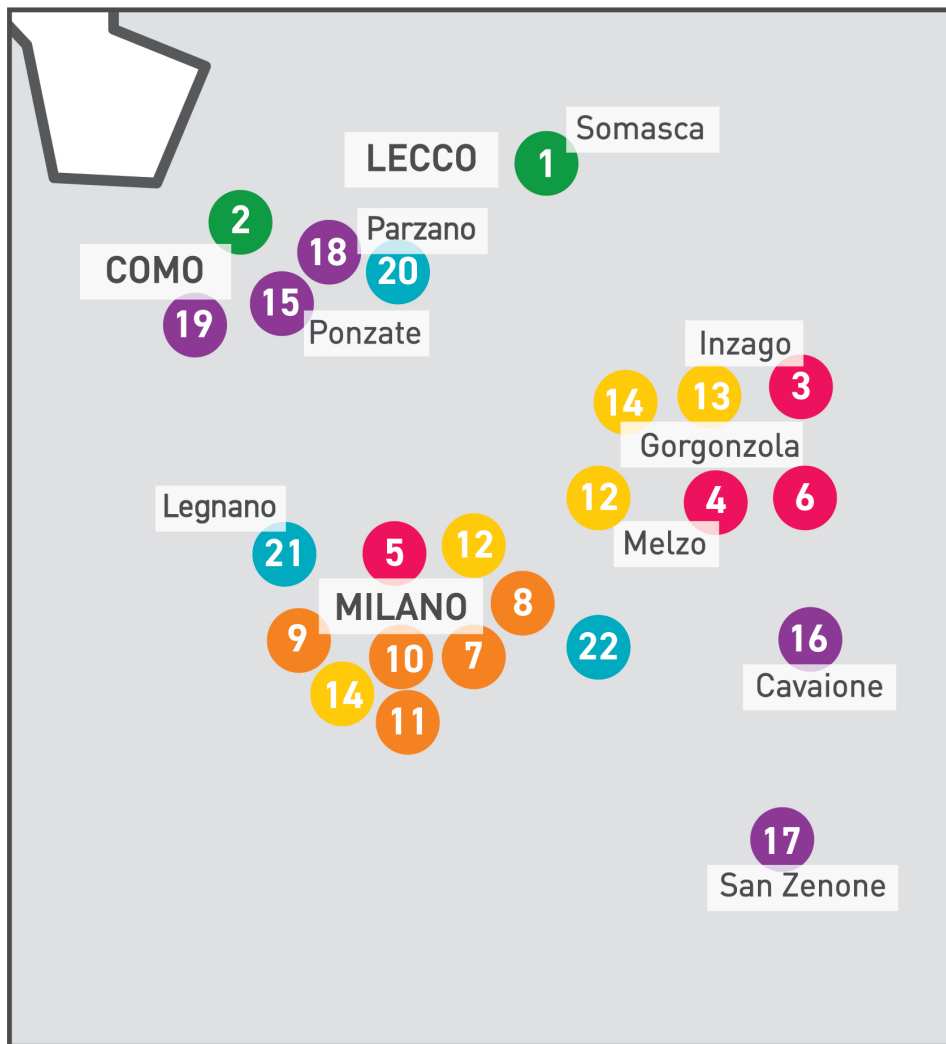 Somasca
LECCO
1
2
Parzano
18
20
COMO
15
19
Ponzate
Inzago
3
13
14
Gorgonzola
12
4
6
Melzo
Legnano
21
5
12
MILANO
8
9
10
7
22
14
11
16
Cavaione
17
San Zenone